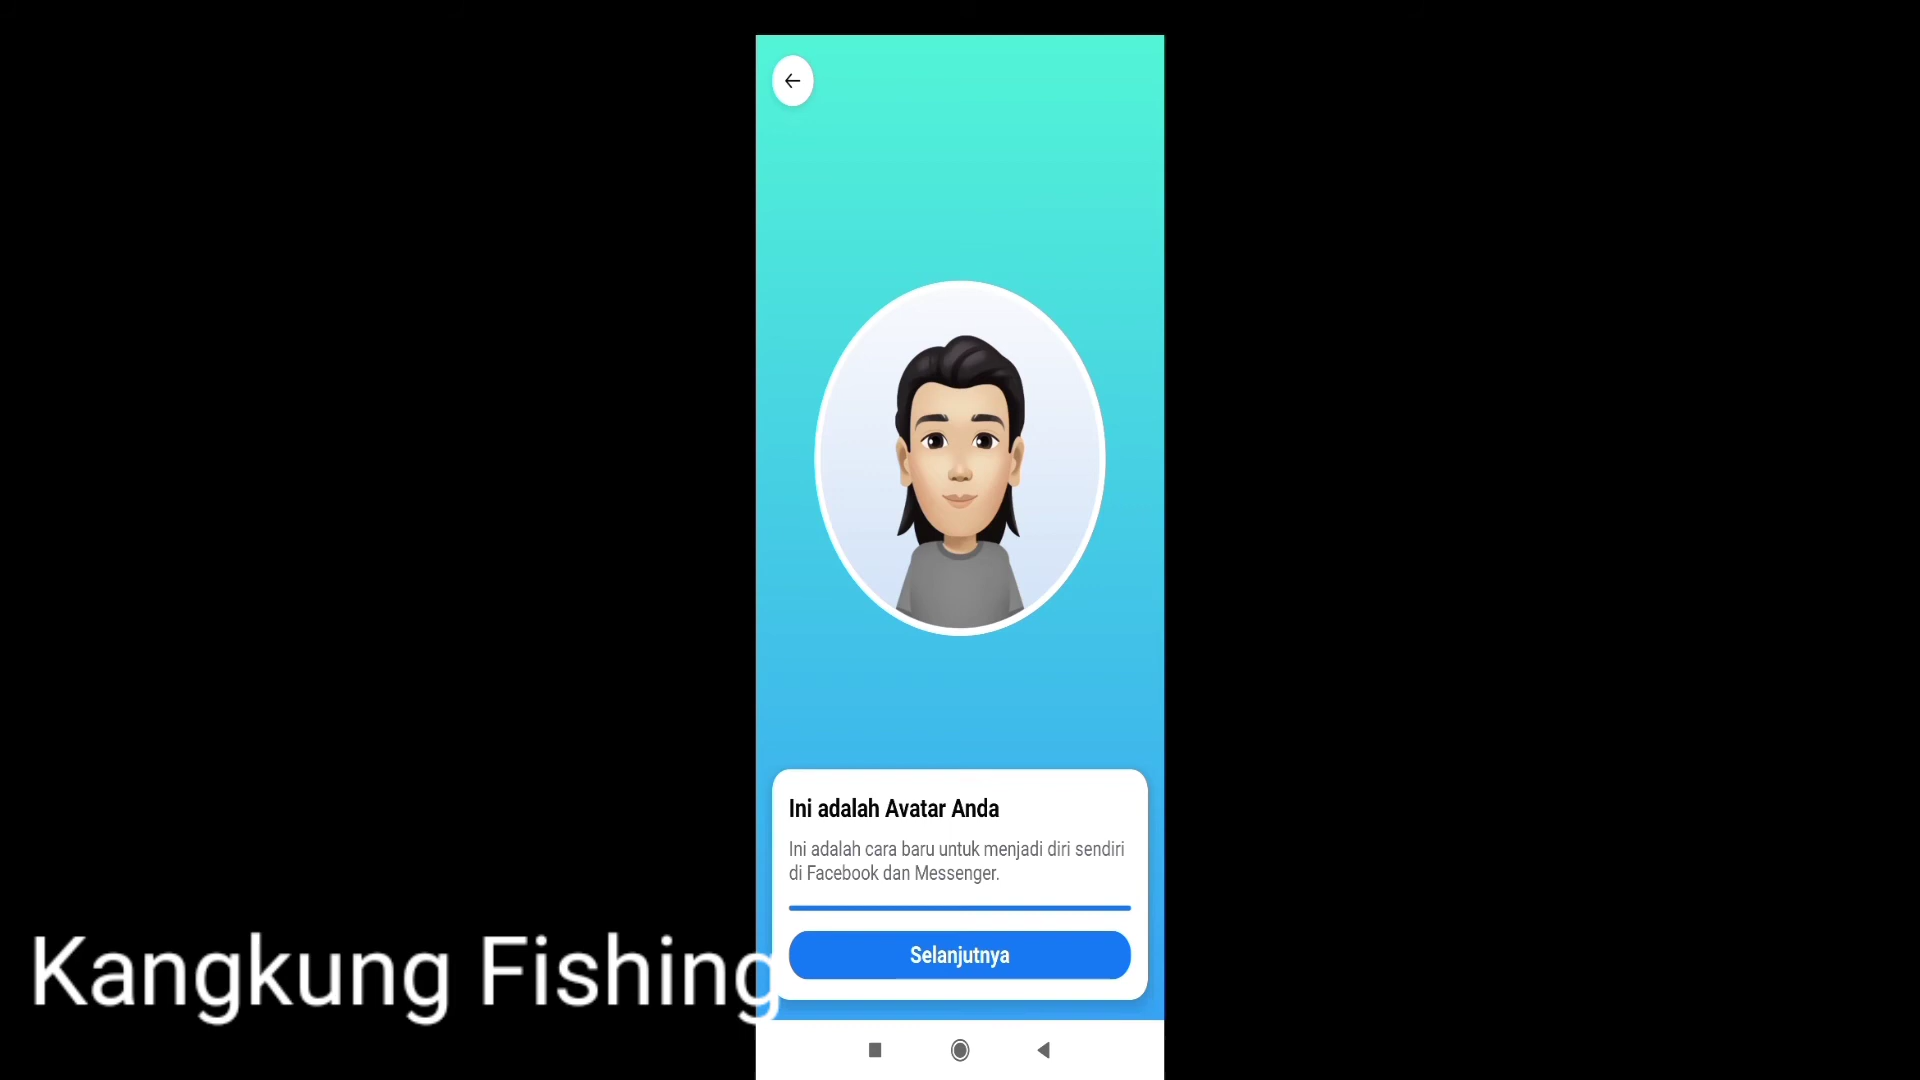 Ini adalah Avatar Anda
Ini adalah cara baru untuk menjadi diri sendiri
di Facebook dan Messenger.
Selanjutnya
Kangkung Fishing